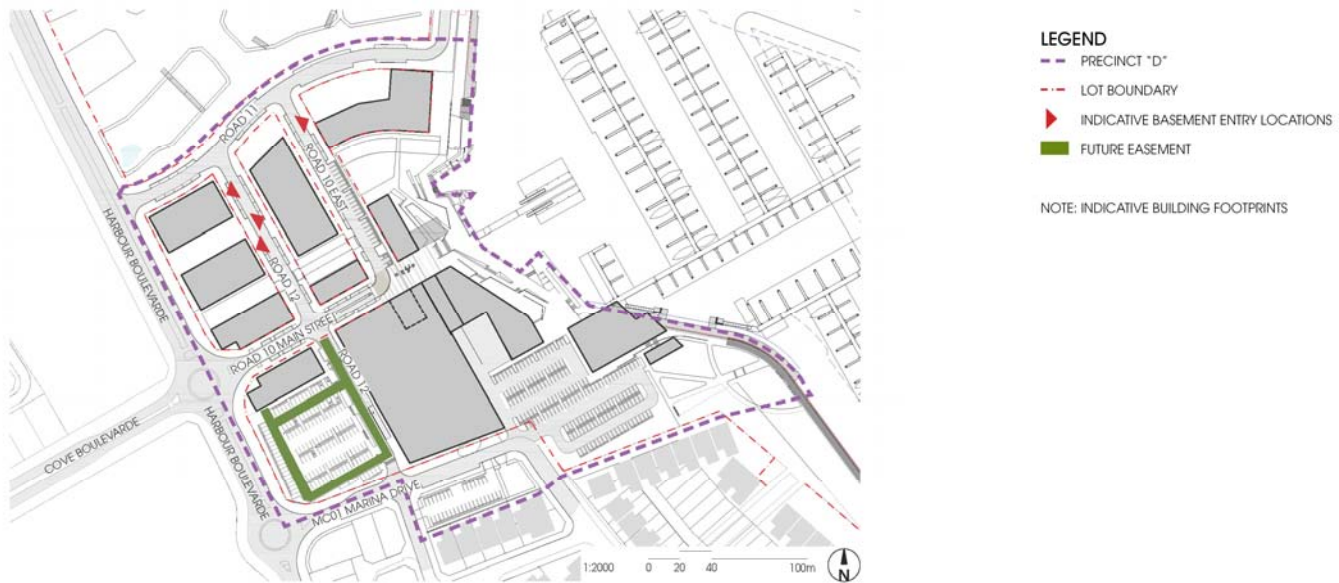 LEGEND
PRECINCT "D"
LOT BOUNDARY
INDICATIVE BASEMENT ENTRY LOCATIONS
FUTURE EASEMENT
NOTE: INDICATIVE BUILDING FOOTPRINTS
ROAD 11
ROAD 10 EAST
HARBOUR BOULEVARDE
ROAD 12
ROAD 10 MAIN STREET
ROAD 12
COVE BOULEVARDE
HARBOUR BOULEVARDE
MC01 MARINA DRIVE
1:2000 0 20 40 100m
N